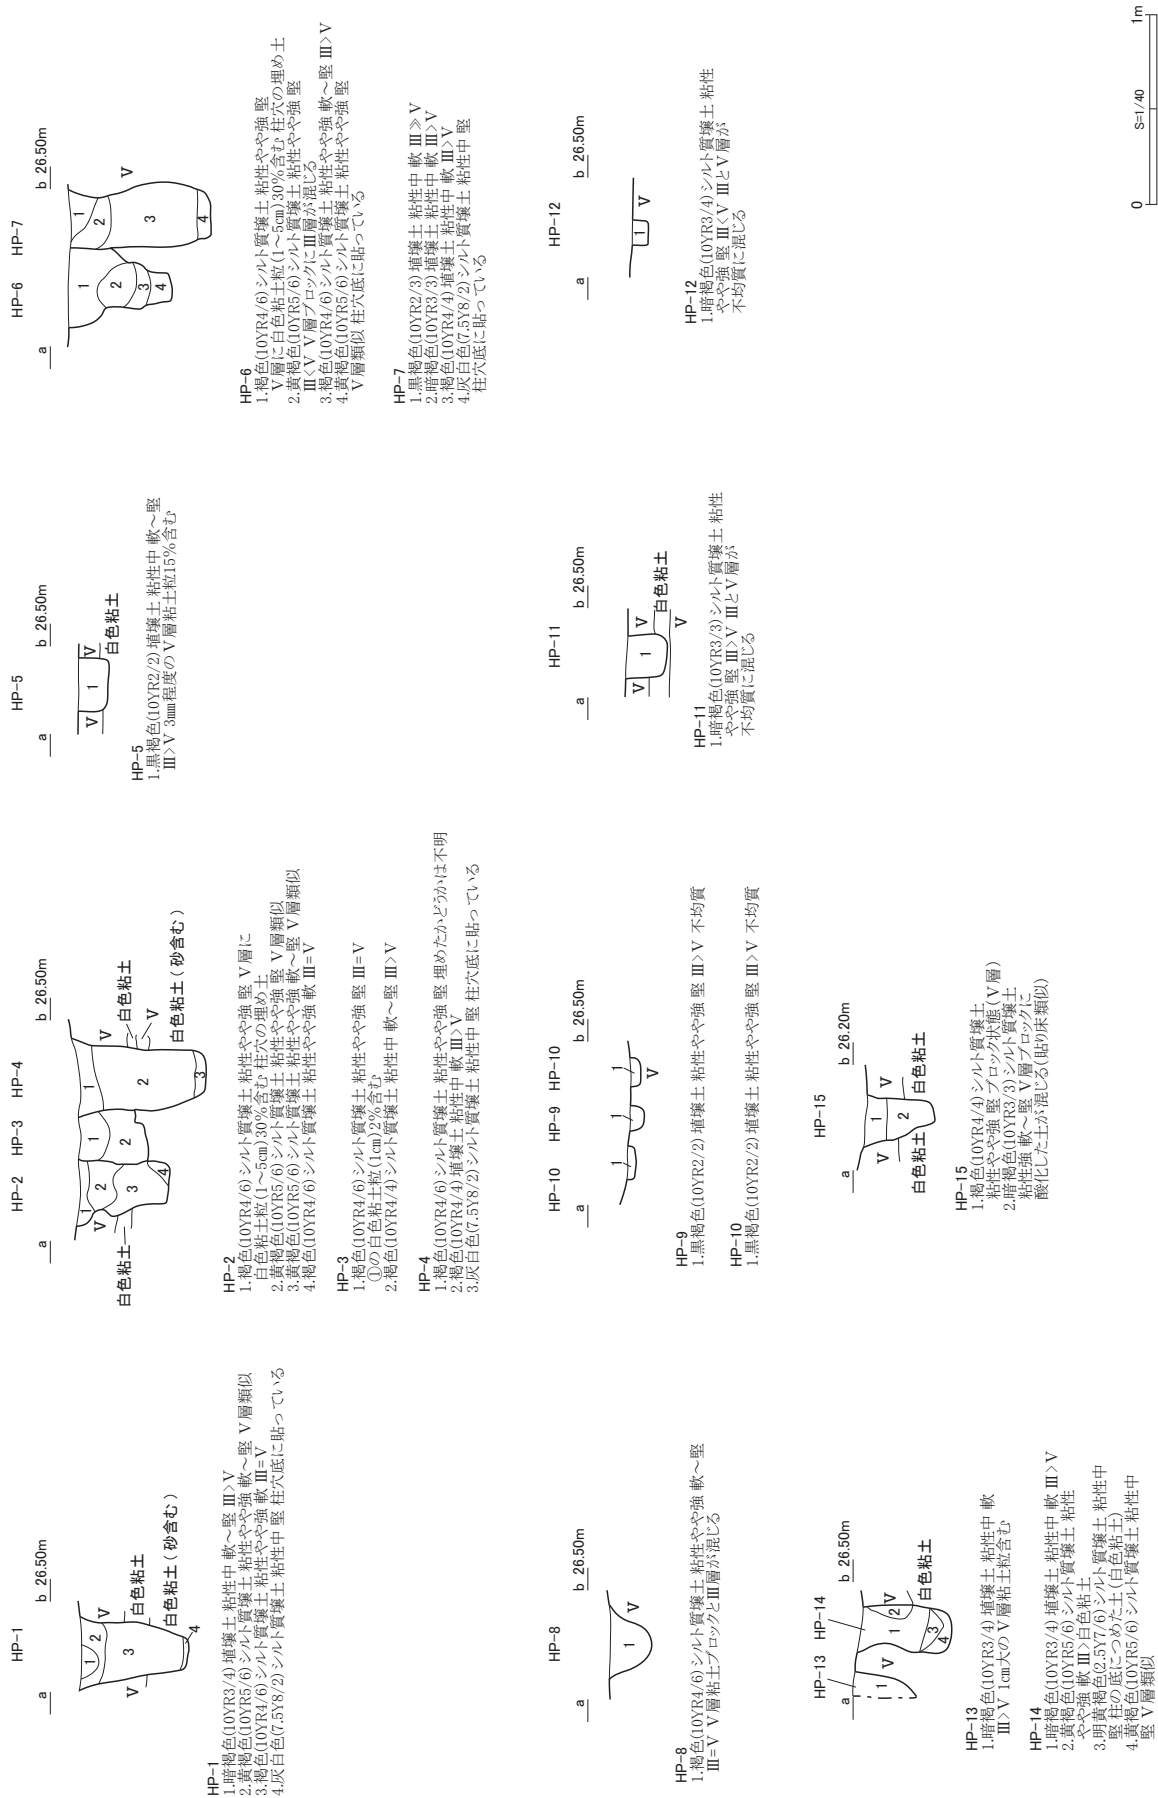 HP-1
a
b 26.50m
1
2
3
4
V
V
白色粘土
白色粘土(砂含む)
HP-1
1.暗褐色(10YR3/4)埴壌土 粘性中 軟～堅 Ⅲ>V
2.黄褐色(10YR5/6)シルト質壌土 粘性やや強 軟～堅 V層類似
3.褐色(10YR4/6)シルト質壌土 粘性やや強 軟 Ⅲ=V
4.灰白色(7.5Y8/2)シルト質壌土 粘性中 堅 柱穴底に貼っている
HP-2 HP-3 HP-4
a
b 26.50m
1
2
3
4
1
2
1
2
3
V
白色粘土
V
白色粘土
V
白色粘土(砂含む)
HP-2
1.褐色(10YR4/6)シルト質壌土 粘性やや強 堅 V層に
白色粘土粒(1～5cm)30%含む 柱穴の埋め土
2.黄褐色(10YR5/6)シルト質壌土 粘性やや強 堅 V層類似
3.黄褐色(10YR5/6)シルト質壌土 粘性やや強 軟～堅 V層類似
4.褐色(10YR4/6)シルト質壌土 粘性やや強 軟 Ⅲ=V
HP-3
1.褐色(10YR4/6)シルト質壌土 粘性やや強 堅 Ⅲ=V
①の白色粘土粒(1cm)2%含む
2.褐色(10YR4/4)シルト質壌土 粘性中 軟～堅 Ⅲ>V
HP-4
1.褐色(10YR4/6)シルト質壌土 粘性やや強 堅 埋めたかどうかは不明
2.褐色(10YR4/4)埴壌土 粘性中 軟 Ⅲ>V
3.灰白色(7.5Y8/2)シルト質壌土 粘性中 堅 柱穴底に貼っている
HP-5
a
b 26.50m
V
1
V
白色粘土
HP-5
1.黒褐色(10YR2/2)埴壌土 粘性中 軟～堅
Ⅲ>V 3mm程度のV層粘土粒15%含む
HP-6 HP-7
a
b 26.50m
1
2
3
4
1
2
3
4
V
HP-6
1.褐色(10YR4/6)シルト質壌土 粘性やや強 堅
V層に白色粘土粒(1～5cm)30%含む 柱穴の埋め土
2.黄褐色(10YR5/6)シルト質壌土 粘性やや強 堅
Ⅲ<V V層ブロックにⅢ層が混じる
3.褐色(10YR4/6)シルト質壌土 粘性やや強 軟～堅 Ⅲ>V
4.黄褐色(10YR5/6)シルト質壌土 粘性やや強 堅
V層類似 柱穴底に貼っている
HP-7
1.黒褐色(10YR2/3)埴壌土 粘性中 軟 Ⅲ≫V
2.暗褐色(10YR3/3)埴壌土 粘性中 軟 Ⅲ>V
3.褐色(10YR4/4)埴壌土 粘性中 軟 Ⅲ>V
4.灰白色(7.5Y8/2)シルト質壌土 粘性中 堅
柱穴底に貼っている
HP-8
a
b 26.50m
1
V
HP-8
1.褐色(10YR4/6)シルト質壌土 粘性やや強 軟～堅
Ⅲ=V V層粘土ブロックとⅢ層が混じる
HP-10 HP-9 HP-10
a
b 26.50m
1
1
1
V
HP-9
1.黒褐色(10YR2/2)埴壌土 粘性やや強 堅 Ⅲ>V 不均質
HP-10
1.黒褐色(10YR2/2)埴壌土 粘性やや強 堅 Ⅲ>V 不均質
HP-11
a
b 26.50m
V
1
V
白色粘土
V
HP-11
1.暗褐色(10YR3/3)シルト質壌土 粘性
やや強 堅 Ⅲ>V ⅢとV層が
不均質に混じる
HP-12
a
b 26.50m
1
V
HP-12
1.暗褐色(10YR3/4)シルト質壌土 粘性
やや強 堅 Ⅲ<V ⅢとV層が
不均質に混じる
HP-13 HP-14
a
b 26.50m
1
V
1
2
3
4
V
白色粘土
HP-13
1.暗褐色(10YR3/4)埴壌土 粘性中 軟
Ⅲ>V 1cm大のV層粘土粒含む
HP-14
1.暗褐色(10YR3/4)埴壌土 粘性中 軟 Ⅲ>V
2.黄褐色(10YR5/6)シルト質壌土 粘性
やや強 軟 Ⅲ>白色粘土
3.明黄褐色(2.5Y7/6)シルト質壌土 粘性中
堅 柱の底につめた土(白色粘土)
4.黄褐色(10YR5/6)シルト質壌土 粘性中
堅 V層類似
HP-15
a
b 26.20m
V
1
2
V
白色粘土
白色粘土
HP-15
1.褐色(10YR4/4)シルト質壌土
粘性やや強 堅 ブロック状態(V層)
2.暗褐色(10YR3/3)シルト質壌土
粘性強 軟～堅 V層ブロックに
酸化した土が混じる(貼り床類似)
0
S=1/40
1m